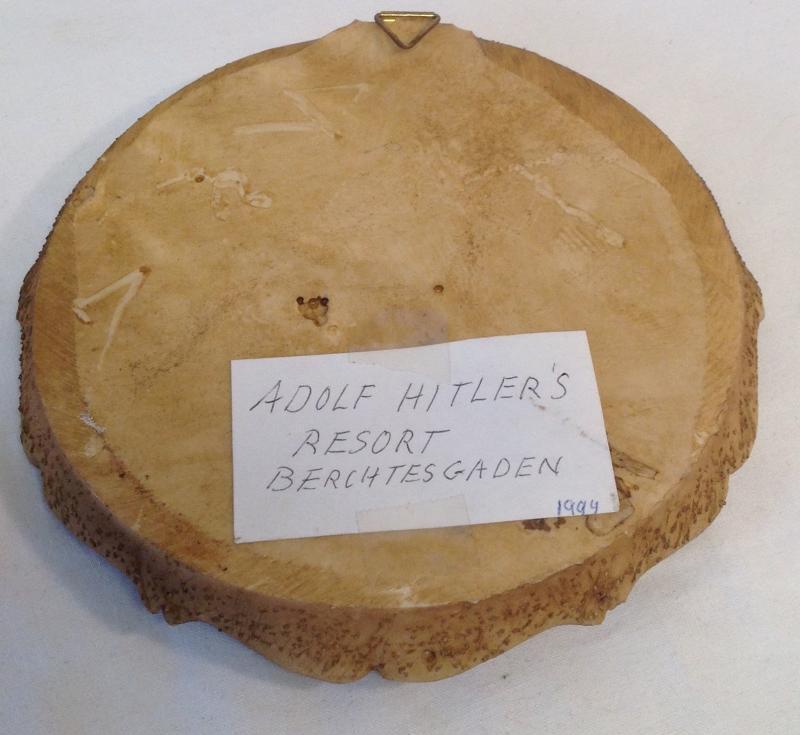 ADOLF HITLER'S
RESORT
BERCHTESGADEN
1994